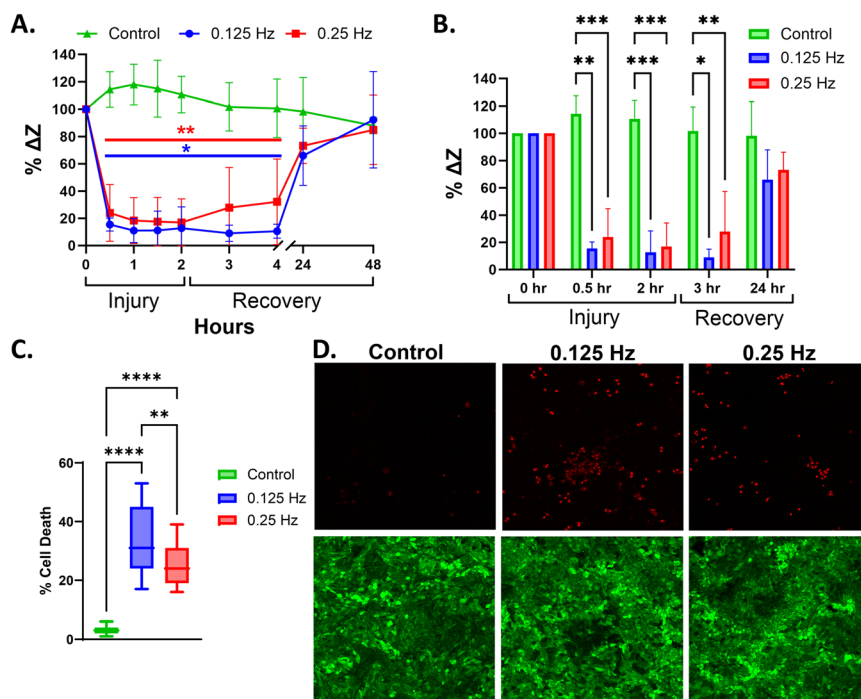 A.
Control
0.125 Hz
0.25 Hz
% ΔZ
140
120
100
80
60
40
20
0
**
*
0
1
2
3
4
24
48
Injury
Recovery
Hours
B.
Control
0.125 Hz
0.25 Hz
***
***
**
**
***
*
% ΔZ
140
120
100
80
60
40
20
0
0 hr
0.5 hr
2 hr
3 hr
24 hr
Injury
Recovery
C.
****
**
****
% Cell Death
60
40
20
0
Control
0.125 Hz
0.25 Hz
D.
Control
0.125 Hz
0.25 Hz